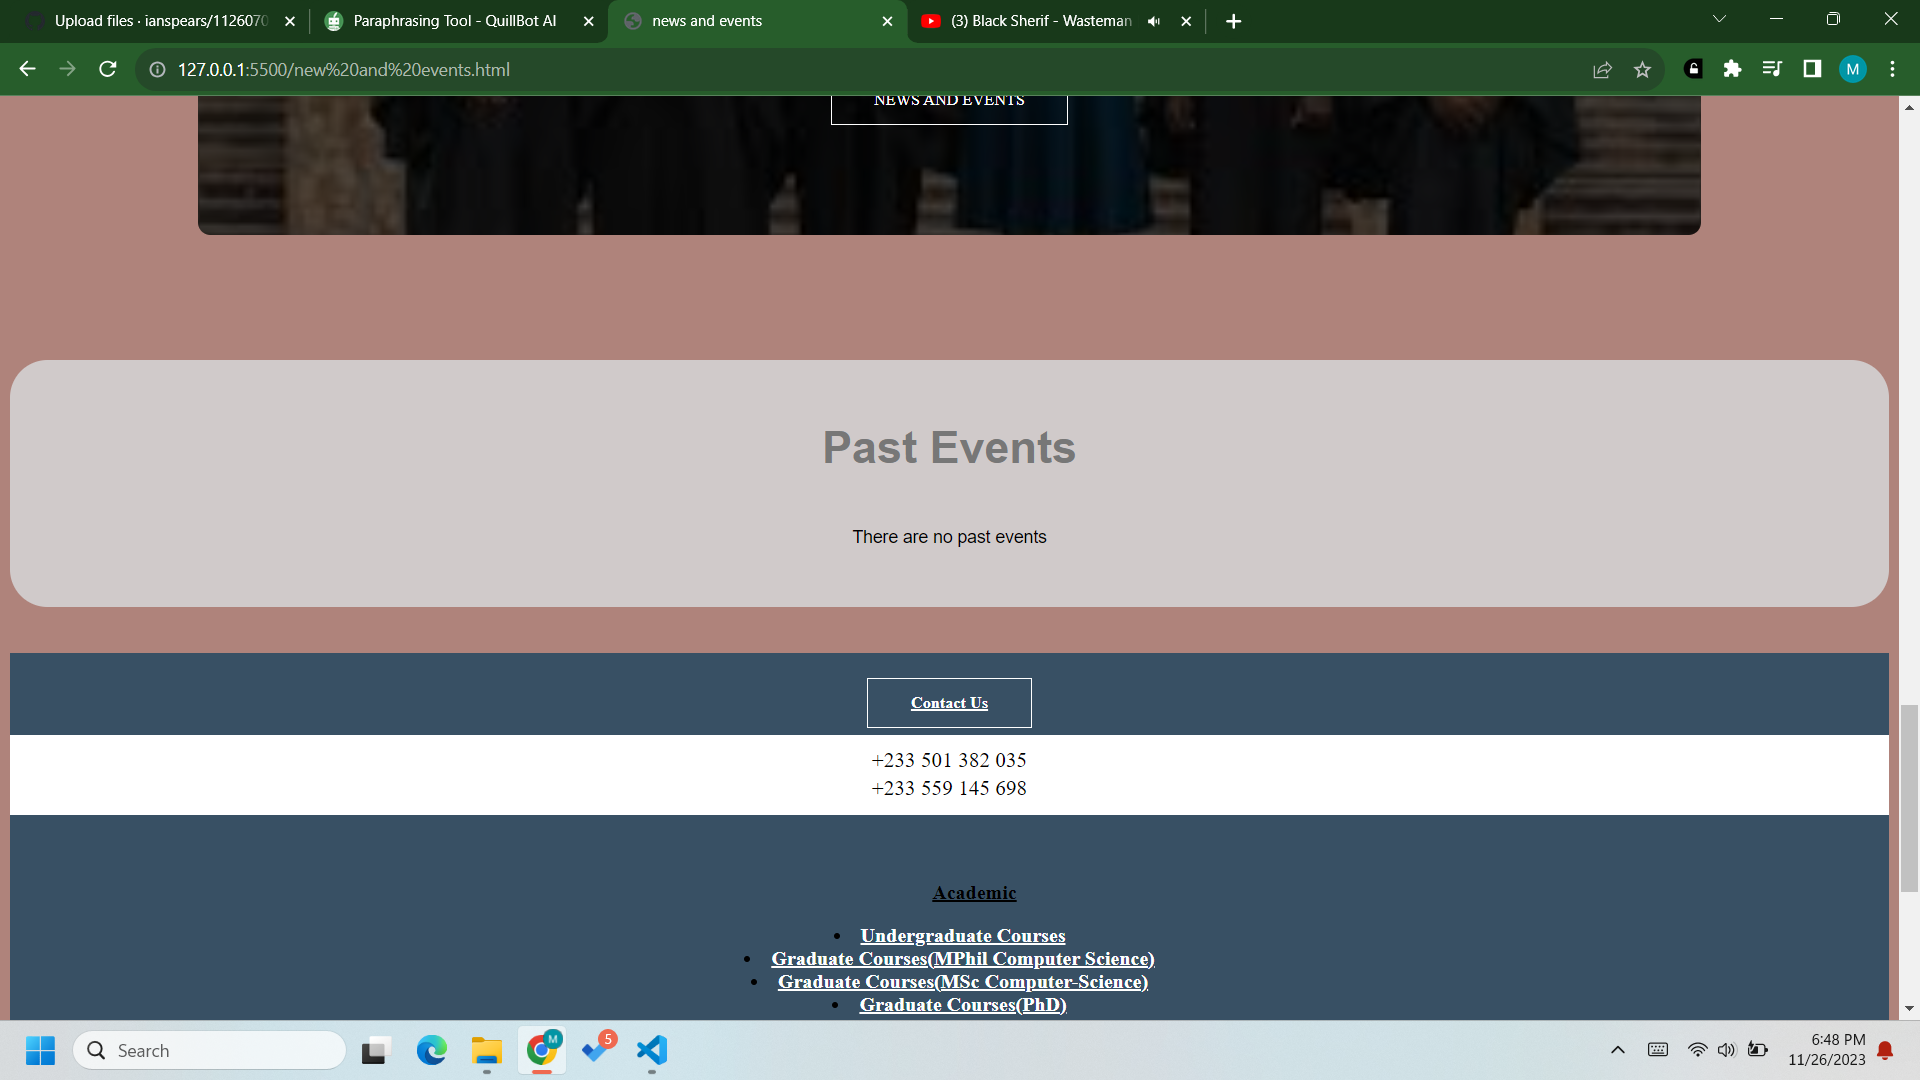 Upload files · ianspears/1126070
Paraphrasing Tool - QuillBot AI
news and events
(3) Black Sherif - Wasteman
127.0.0.1:5500/new%20and%20events.html
M
NEWS AND EVENTS
Past Events
There are no past events
Contact Us
+233 501 382 035
+233 559 145 698
Academic
• Undergraduate Courses
• Graduate Courses(MPhil Computer Science)
• Graduate Courses(MSc Computer-Science)
• Graduate Courses(PhD)
Search
M
5
6:48 PM
11/26/2023